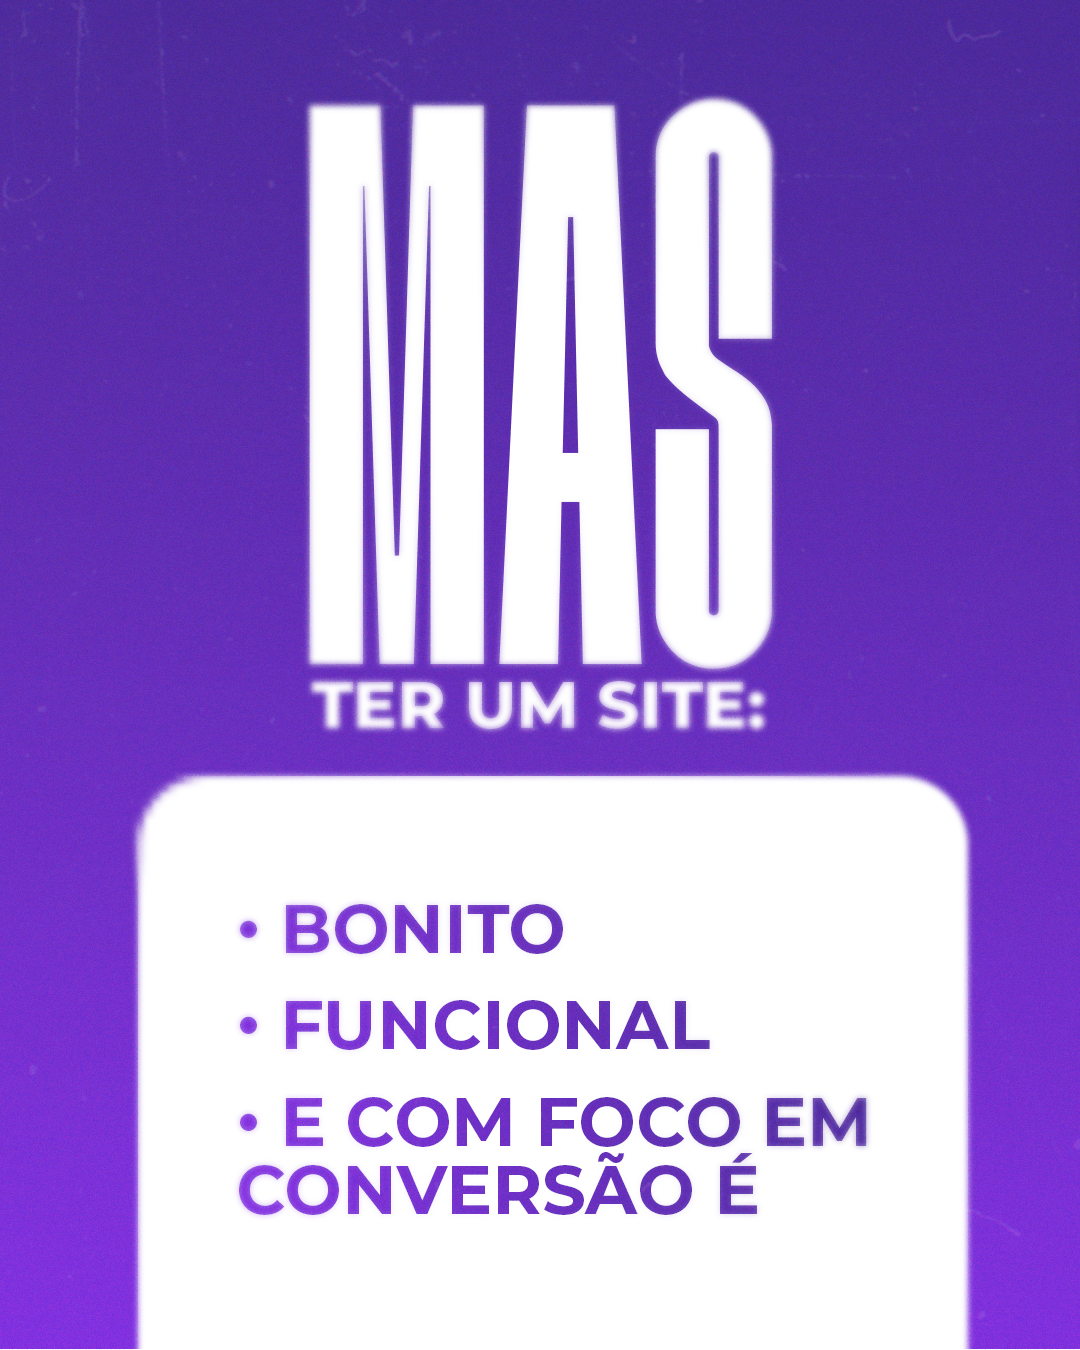 MAS
TER UM SITE:
• BONITO
• FUNCIONAL
• E COM FOCO EM
CONVERSÃO É